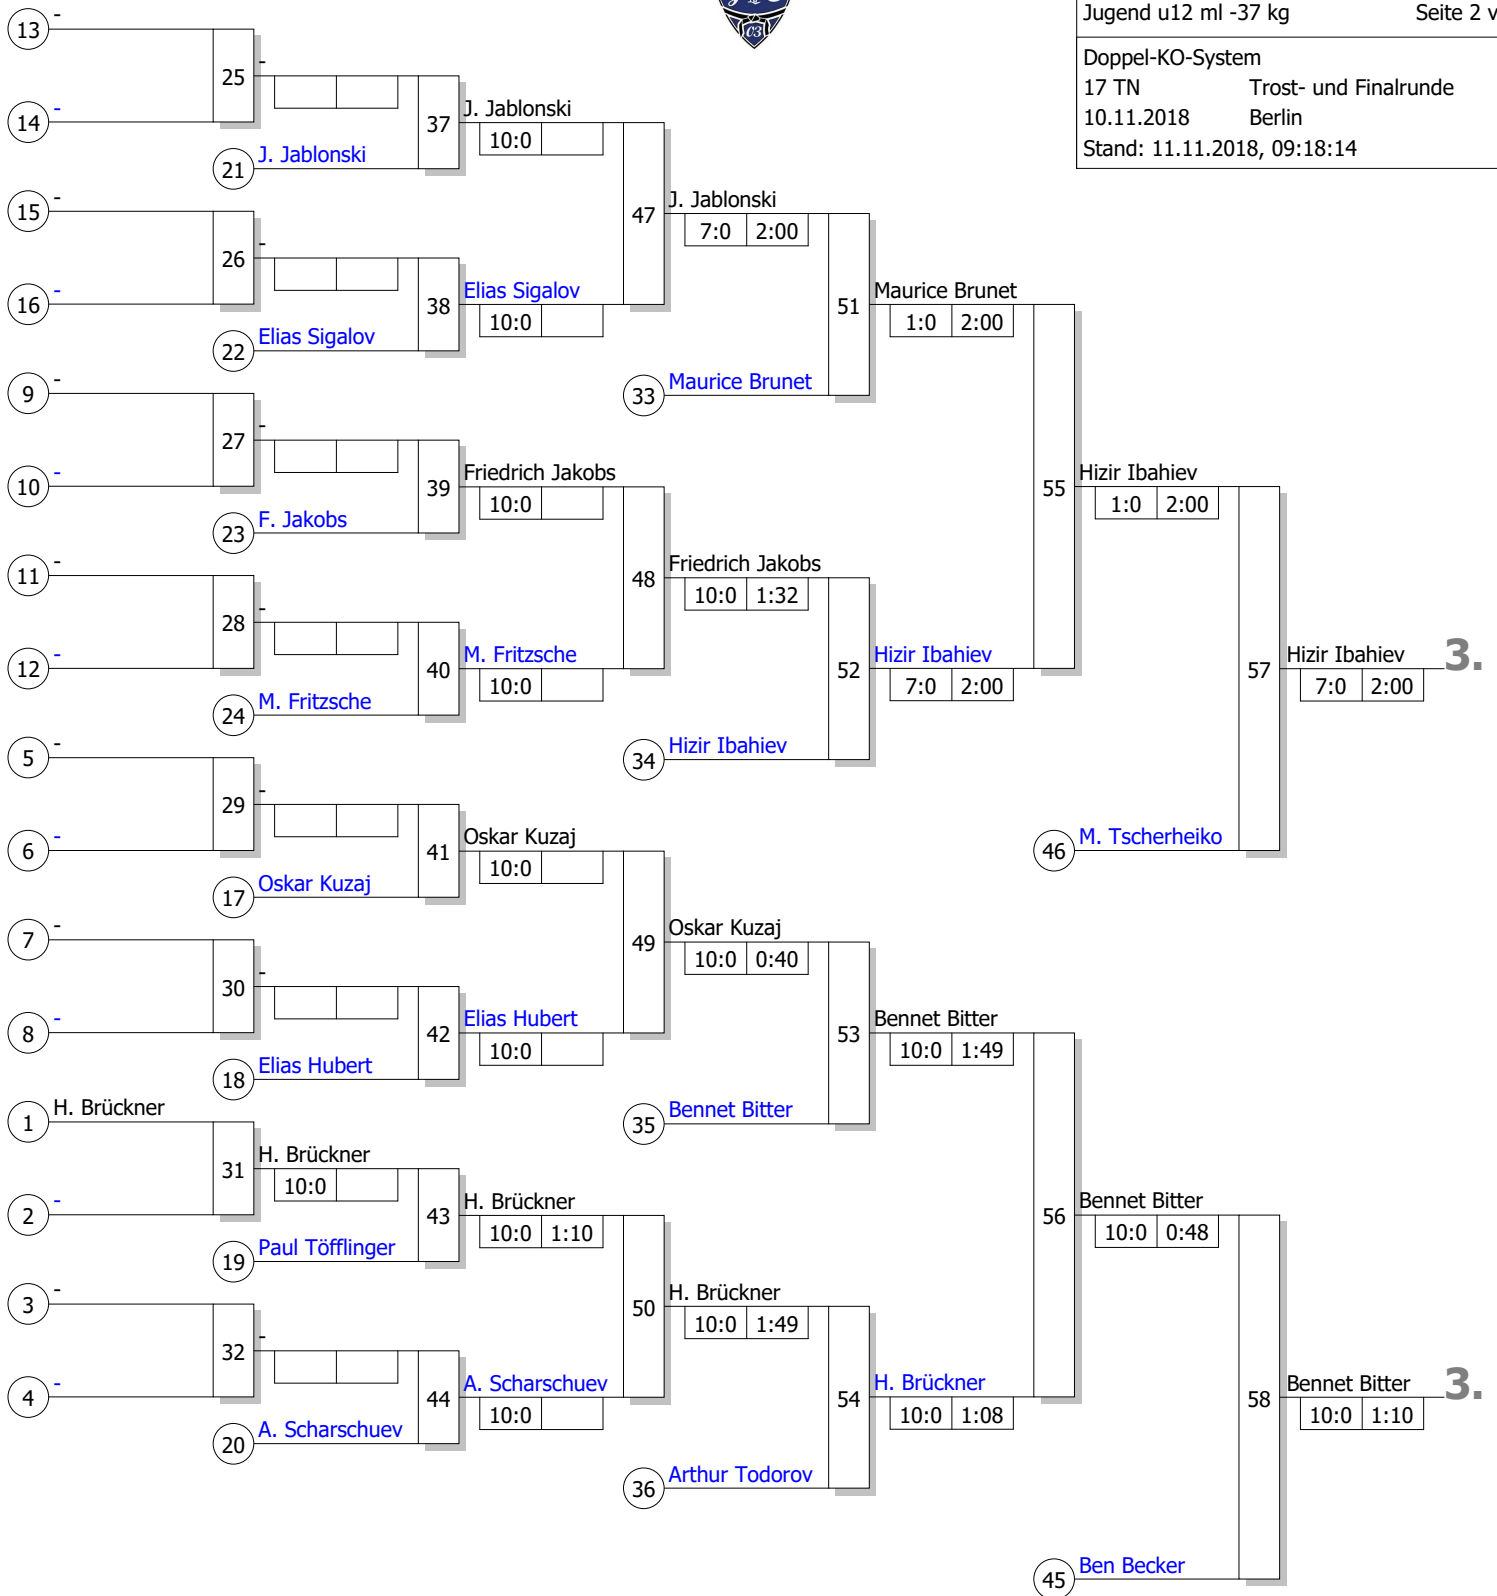 Jugend u12 ml -37 kg Seite 2 v
Doppel-KO-System
17 TN Trost- und Finalrunde
10.11.2018 Berlin
Stand: 11.11.2018, 09:18:14
13 -
25 -
14 -
37 J. Jablonski
10:0
21 J. Jablonski
15 -
26 -
16 -
38 Elias Sigalov
10:0
22 Elias Sigalov
47 J. Jablonski
7:0 2:00
33 Maurice Brunet
51 Maurice Brunet
1:0 2:00
9 -
27 -
10 -
39 Friedrich Jakobs
10:0
23 F. Jakobs
11 -
28 -
12 -
40 M. Fritzsche
10:0
24 M. Fritzsche
48 Friedrich Jakobs
10:0 1:32
34 Hizir Ibahiev
52 Hizir Ibahiev
7:0 2:00
55 Hizir Ibahiev
1:0 2:00
46 M. Tscherheiko
57 Hizir Ibahiev 3.
7:0 2:00
5 -
29 -
6 -
41 Oskar Kuzaj
10:0
17 Oskar Kuzaj
7 -
30 -
8 -
42 Elias Hubert
10:0
18 Elias Hubert
49 Oskar Kuzaj
10:0 0:40
35 Bennet Bitter
53 Bennet Bitter
10:0 1:49
1 H. Brückner
31 H. Brückner
10:0
2 -
43 H. Brückner
10:0 1:10
19 Paul Töfflinger
3 -
32 -
4 -
44 A. Scharschuev
10:0
20 A. Scharschuev
50 H. Brückner
10:0 1:49
36 Arthur Todorov
54 H. Brückner
10:0 1:08
56 Bennet Bitter
10:0 0:48
45 Ben Becker
58 Bennet Bitter 3.
10:0 1:10